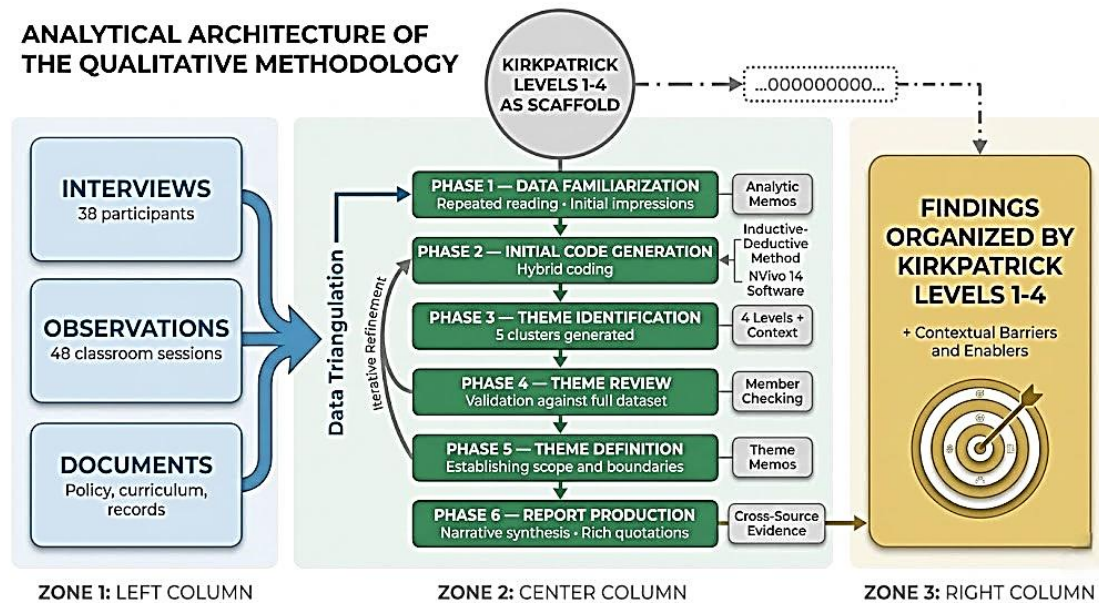 ANALYTICAL ARCHITECTURE OF
THE QUALITATIVE METHODOLOGY
KIRKPATRICK
LEVELS 1-4
AS SCAFFOLD
...000000000...
INTERVIEWS
38 participants
OBSERVATIONS
48 classroom sessions
DOCUMENTS
Policy, curriculum,
records
Data Triangulation
Iterative Refinement
PHASE 1 — DATA FAMILIARIZATION
Repeated reading • Initial impressions
Analytic
Memos
PHASE 2 — INITIAL CODE GENERATION
Hybrid coding
Inductive-
Deductive
Method
NVivo 14
Software
PHASE 3 — THEME IDENTIFICATION
5 clusters generated
4 Levels +
Context
PHASE 4 — THEME REVIEW
Validation against full dataset
Member
Checking
PHASE 5 — THEME DEFINITION
Establishing scope and boundaries
Theme
Memos
PHASE 6 — REPORT PRODUCTION
Narrative synthesis • Rich quotations
Cross-Source
Evidence
FINDINGS
ORGANIZED BY
KIRKPATRICK
LEVELS 1-4
+ Contextual Barriers
and Enablers
ZONE 1: LEFT COLUMN
ZONE 2: CENTER COLUMN
ZONE 3: RIGHT COLUMN